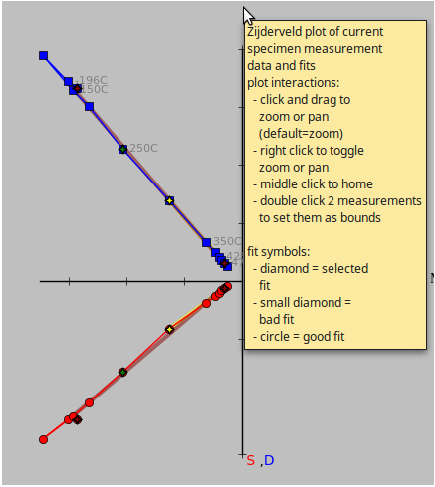 Zijderveld plot of current
specimen measurement
data and fits
plot interactions:
- click and drag to
zoom or pan
(default=zoom)
- right click to toggle
zoom or pan
- middle click to home
- double click 2 measurements
to set them as bounds
fit symbols:
- diamond = selected
fit
- small diamond =
bad fit
- circle = good fit
-196C
150C
250C
350C
S ,D